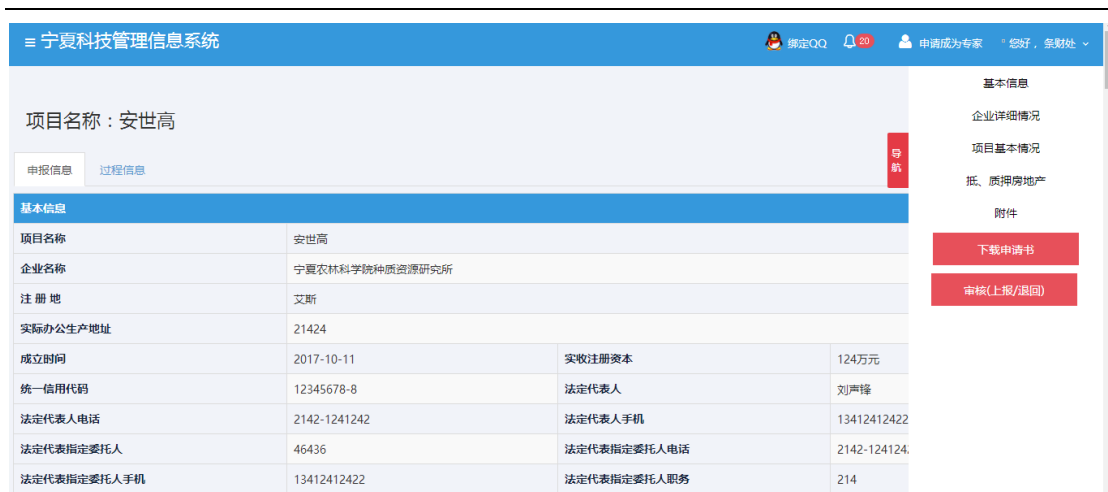 ≡ 宁夏科技管理信息系统
绑定QQ 20 申请成为专家 您好，条财处
项目名称：安世高
申报信息 过程信息
导航
基本信息
项目名称 安世高
企业名称 宁夏农林科学院种质资源研究所
注 册 地 艾斯
实际办公生产地址 21424
成立时间 2017-10-11 实收注册资本 124万元
统一信用代码 12345678-8 法定代表人 刘声锋
法定代表人电话 2142-1241242 法定代表人手机 13412412422
法定代表指定委托人 46436 法定代表指定委托人电话 2142-124124
法定代表指定委托人手机 13412412422 法定代表指定委托人职务 214
基本信息
企业详细情况
项目基本情况
抵、质押房地产
附件
下载申请书
审核(上报/退回)